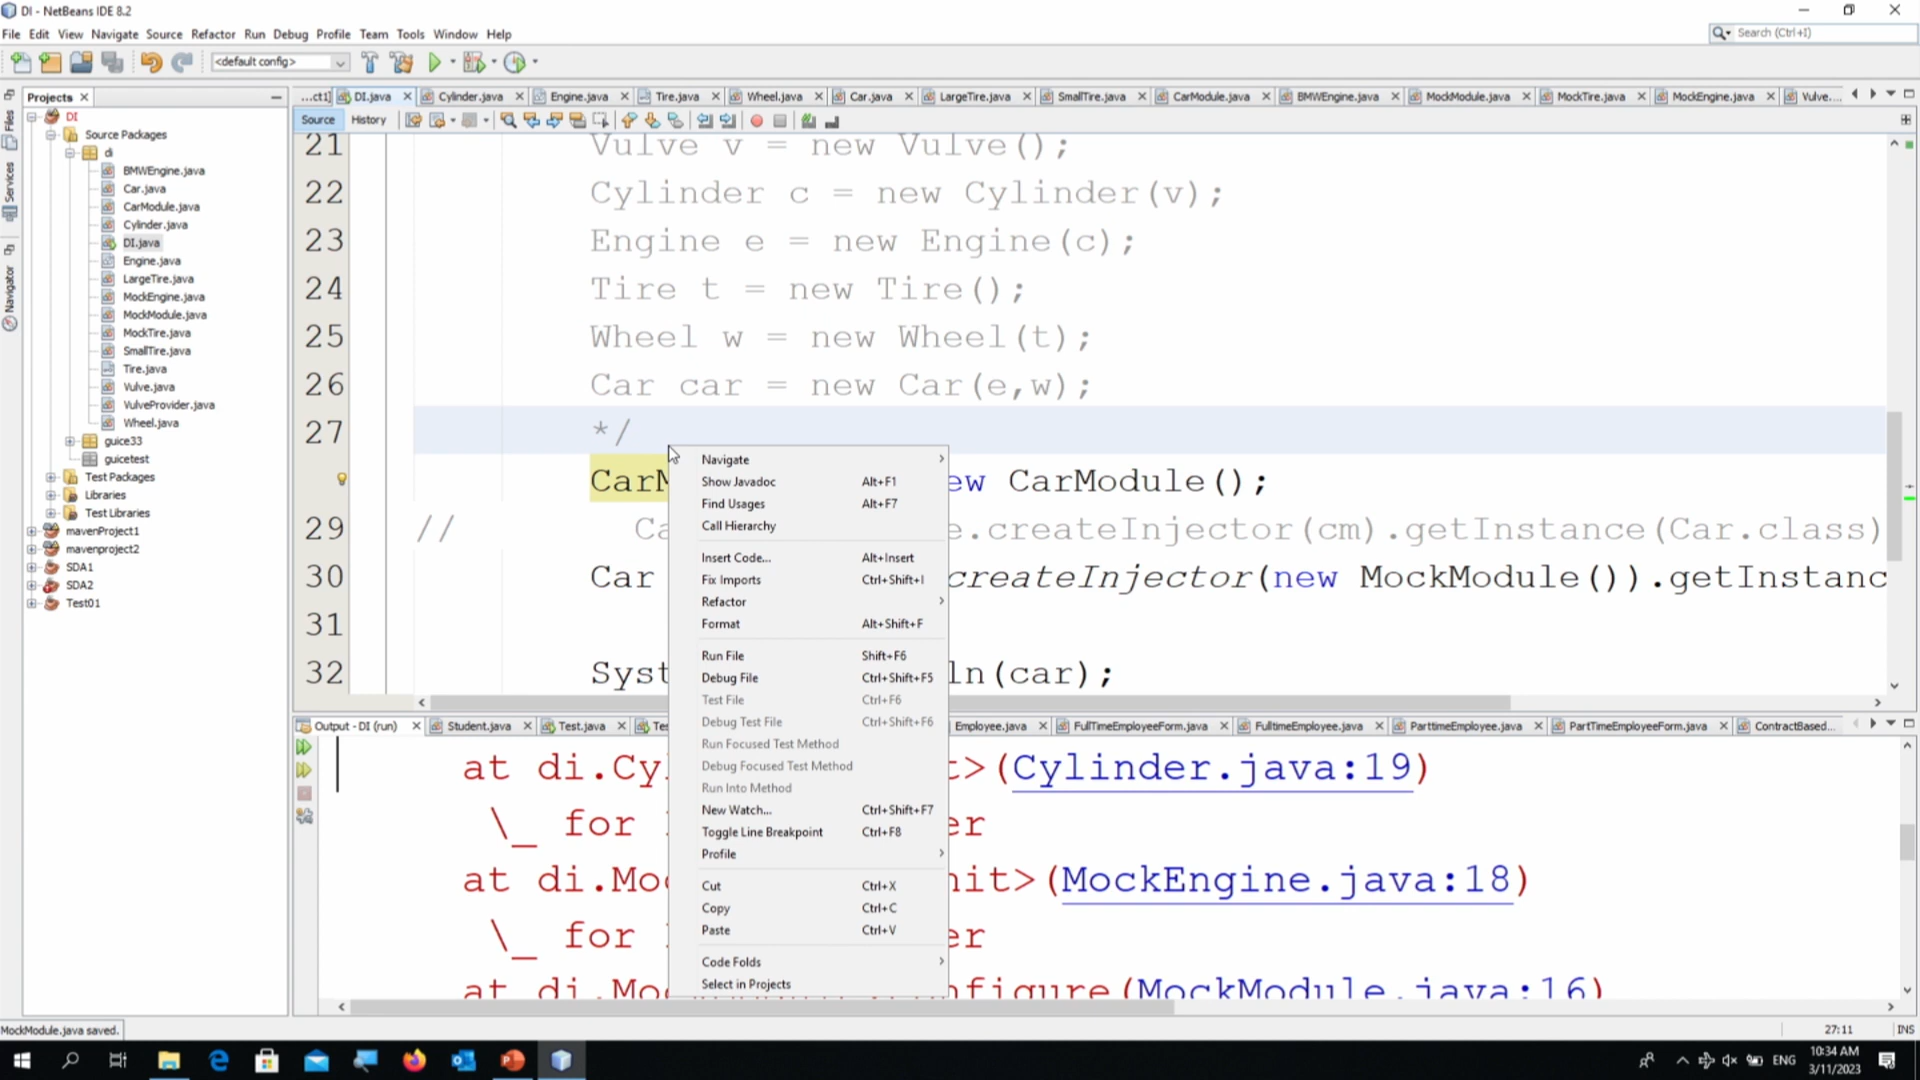 DI - NetBeans IDE 8.2
File Edit View Navigate Source Refactor Run Debug Profile Team Tools Window Help
Search (Ctrl+I)
<default config>
Projects
...ct1] DI.java Cylinder.java Engine.java Tire.java Wheel.java Car.java LargeTire.java SmallTire.java CarModule.java BMWEngine.java MockModule.java MockTire.java MockEngine.java Vulve....
Source History
Files
Services
Navigator
DI
Source Packages
di
BMWEngine.java
Car.java
CarModule.java
Cylinder.java
DI.java
Engine.java
LargeTire.java
MockEngine.java
MockModule.java
MockTire.java
SmallTire.java
Tire.java
Vulve.java
VulveProvider.java
Wheel.java
guice33
guicetest
Test Packages
Libraries
Test Libraries
mavenProject1
mavenproject2
SDA1
SDA2
Test01
21 Vulve v = new Vulve();
22 Cylinder c = new Cylinder(v);
23 Engine e = new Engine(c);
24 Tire t = new Tire();
25 Wheel w = new Wheel(t);
26 Car car = new Car(e,w);
27 */
CarM ew CarModule();
29 // Ca e.createInjector(cm).getInstance(Car.class)
30 Car createInjector(new MockModule()).getInstanc
31
32 Syst ln(car);
Navigate
Show Javadoc Alt+F1
Find Usages Alt+F7
Call Hierarchy
Insert Code... Alt+Insert
Fix Imports Ctrl+Shift+I
Refactor
Format Alt+Shift+F
Run File Shift+F6
Debug File Ctrl+Shift+F5
Test File Ctrl+F6
Debug Test File Ctrl+Shift+F6
Run Focused Test Method
Debug Focused Test Method
Run Into Method
New Watch... Ctrl+Shift+F7
Toggle Line Breakpoint Ctrl+F8
Profile
Cut Ctrl+X
Copy Ctrl+C
Paste Ctrl+V
Code Folds
Select in Projects
Output - DI (run) Student.java Test.java Tes Employee.java FullTimeEmployeeForm.java FulltimeEmployee.java ParttimeEmployee.java PartTimeEmployeeForm.java ContractBased...
at di.Cy t>(Cylinder.java:19)
\_ for er
at di.Mo nit>(MockEngine.java:18)
\_ for er
at di.Mo nfigure(MockModule.java:16)
MockModule.java saved.
27:11 INS
ENG
10:34 AM
3/11/2023